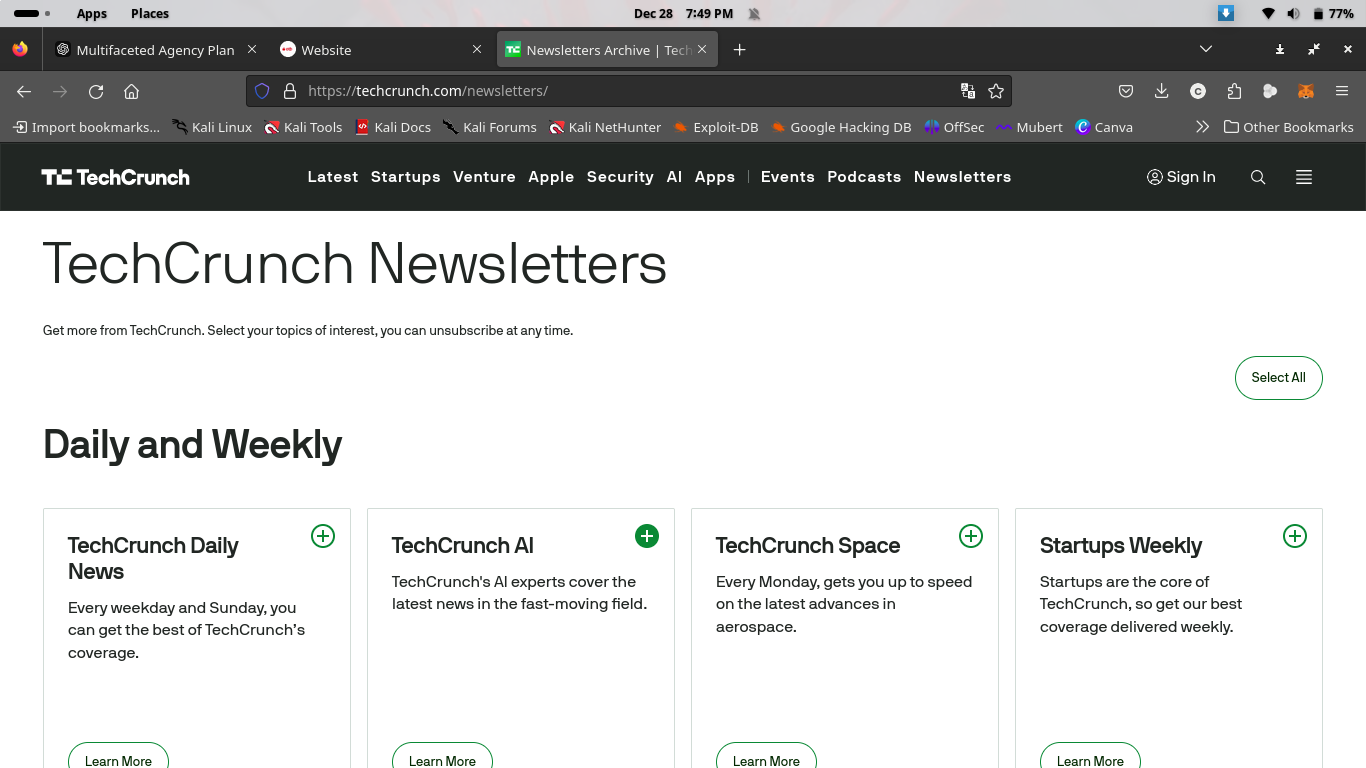 Apps Places Dec 28 7:49 PM 77%
Multifaceted Agency Plan Website Newsletters Archive | Tech
https://techcrunch.com/newsletters/
Import bookmarks... Kali Linux Kali Tools Kali Docs Kali Forums Kali NetHunter Exploit-DB Google Hacking DB OffSec Mubert Canva Other Bookmarks
TechCrunch Latest Startups Venture Apple Security AI Apps Events Podcasts Newsletters Sign In
TechCrunch Newsletters
Get more from TechCrunch. Select your topics of interest, you can unsubscribe at any time.
Select All
Daily and Weekly
TechCrunch Daily
News
Every weekday and Sunday, you
can get the best of TechCrunch’s
coverage.
Learn More
TechCrunch AI
TechCrunch's AI experts cover the
latest news in the fast-moving field.
Learn More
TechCrunch Space
Every Monday, gets you up to speed
on the latest advances in
aerospace.
Learn More
Startups Weekly
Startups are the core of
TechCrunch, so get our best
coverage delivered weekly.
Learn More